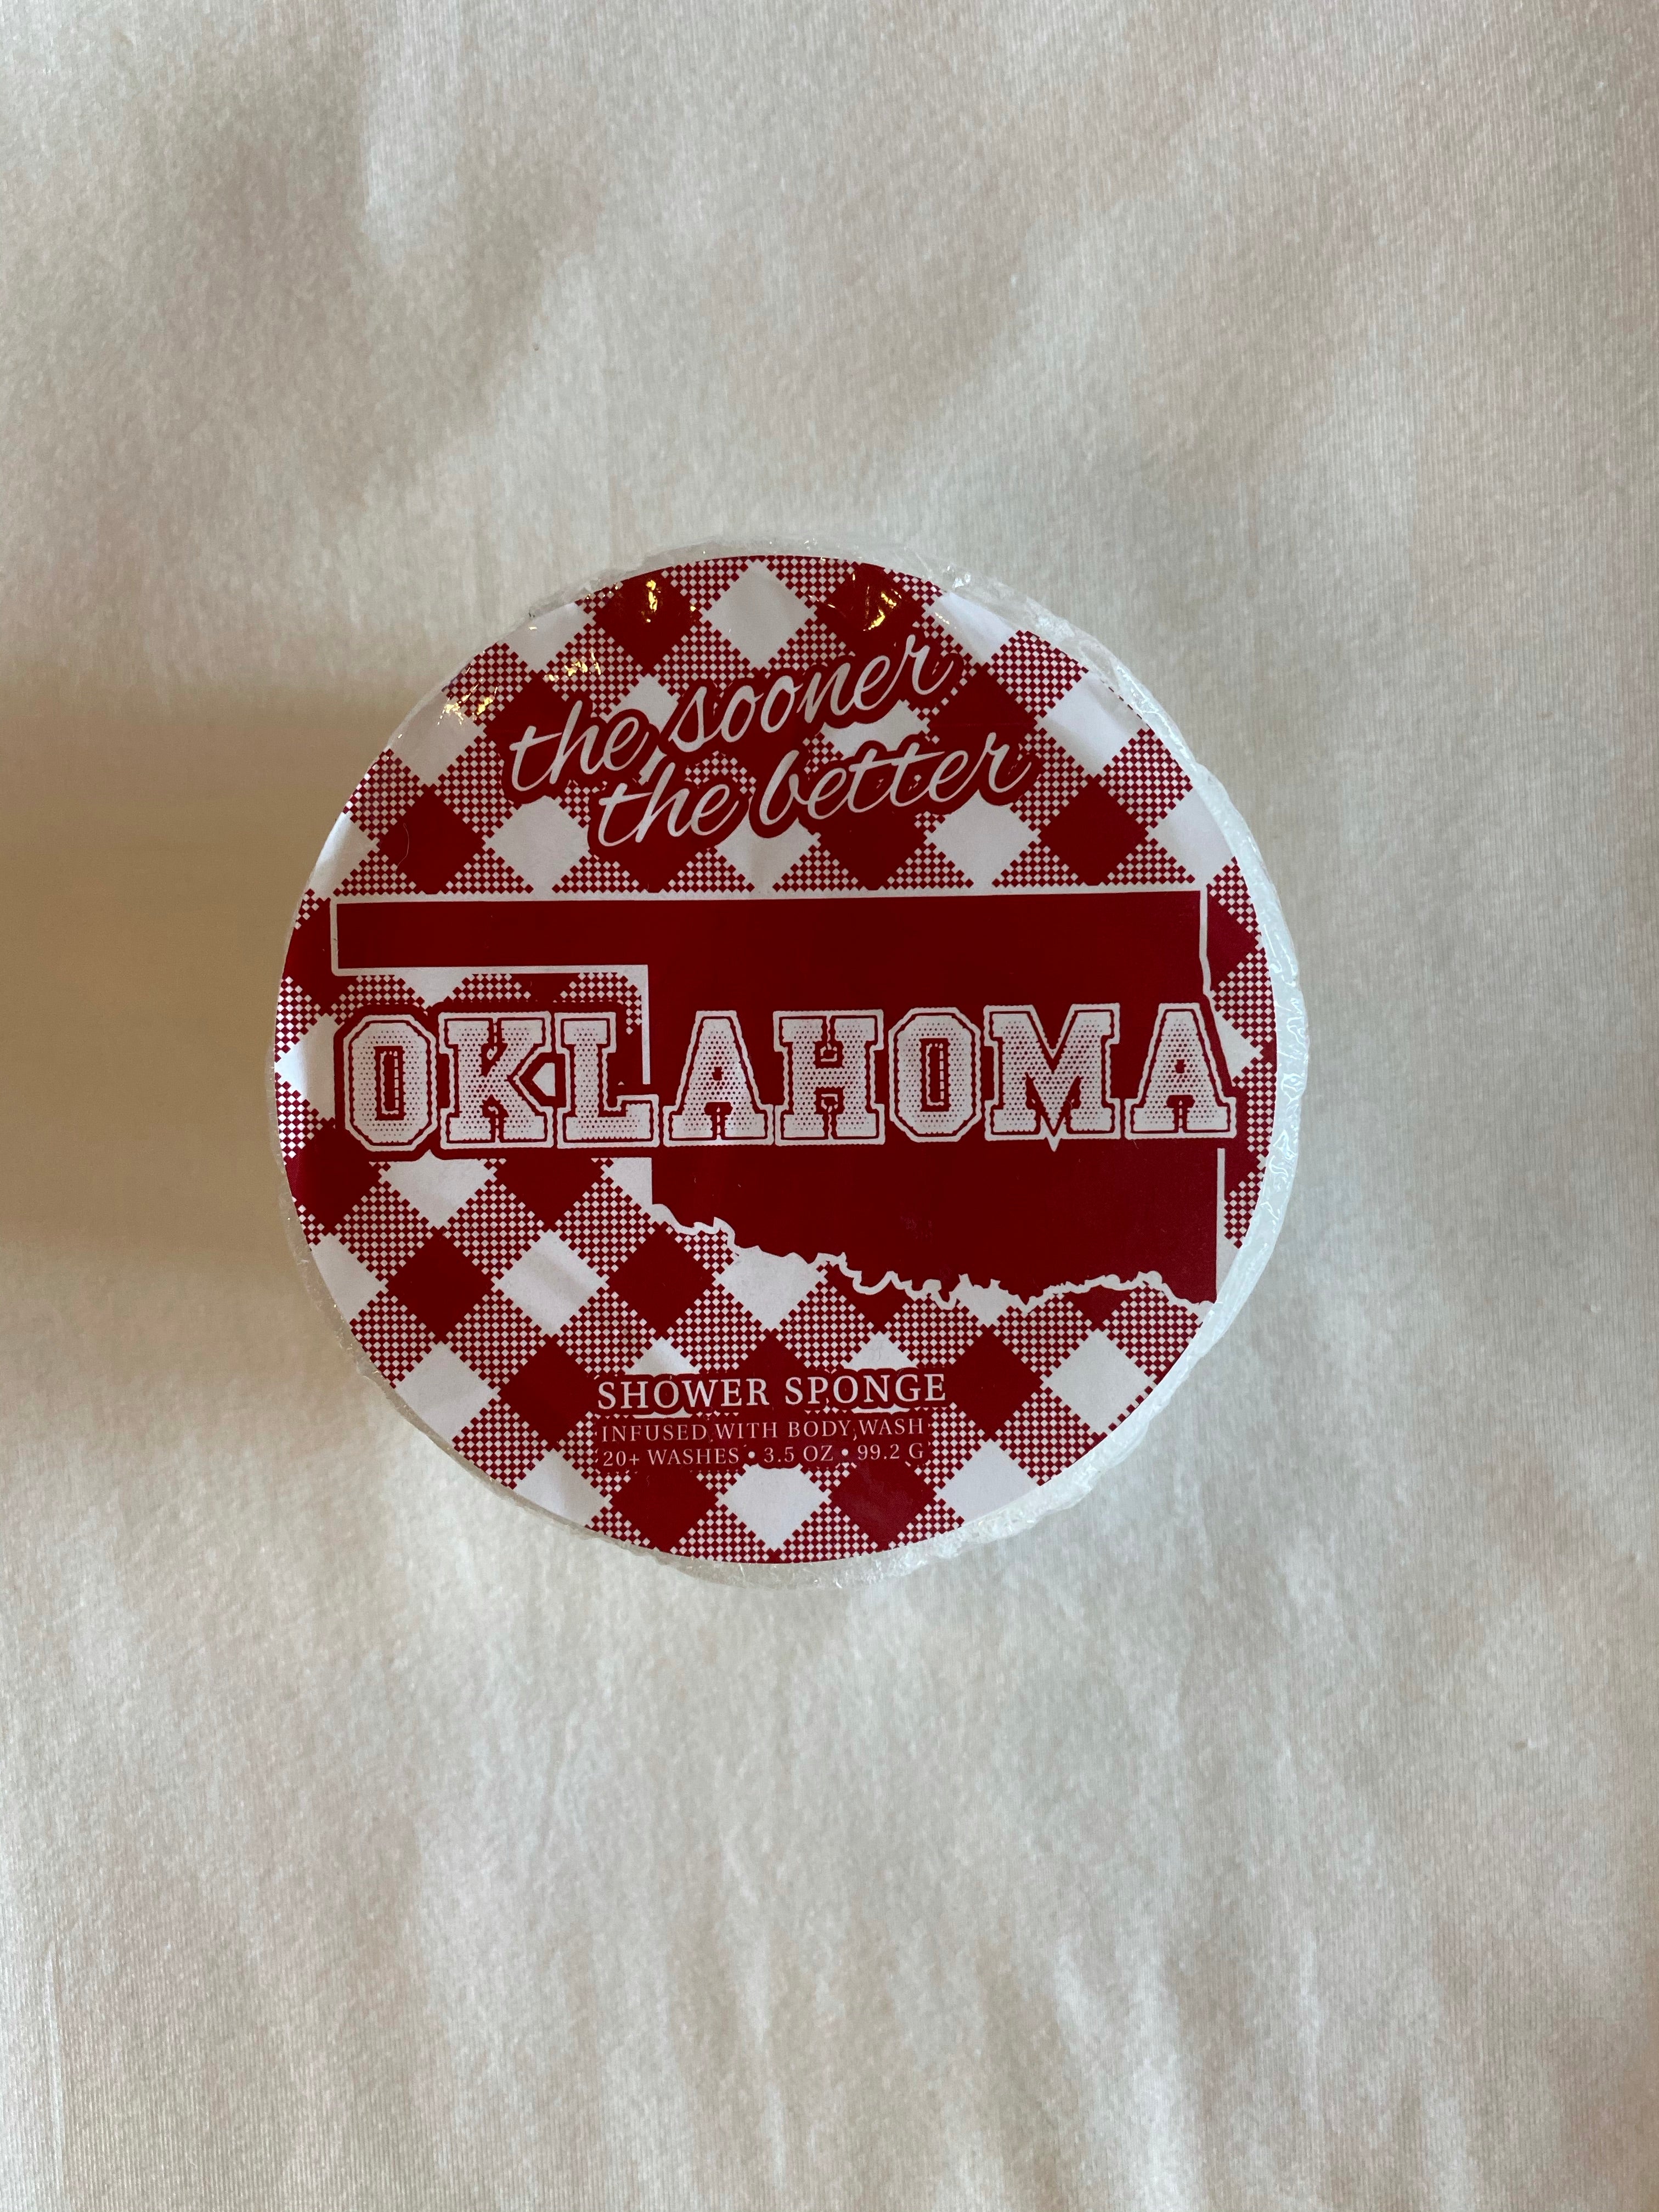 the sooner
the better
OKLAHOMA
SHOWER SPONGE
INFUSED WITH BODY WASH
20+ WASHES • 3.5 OZ • 99.2 G